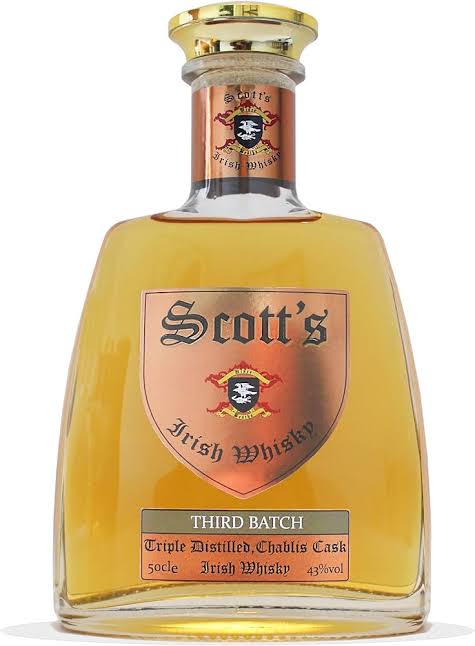 Scott's
Irish Whisky
Scott's
Irish Whisky
THIRD BATCH
Triple Distilled, Chablis Cask
50cle Irish Whisky 43%vol